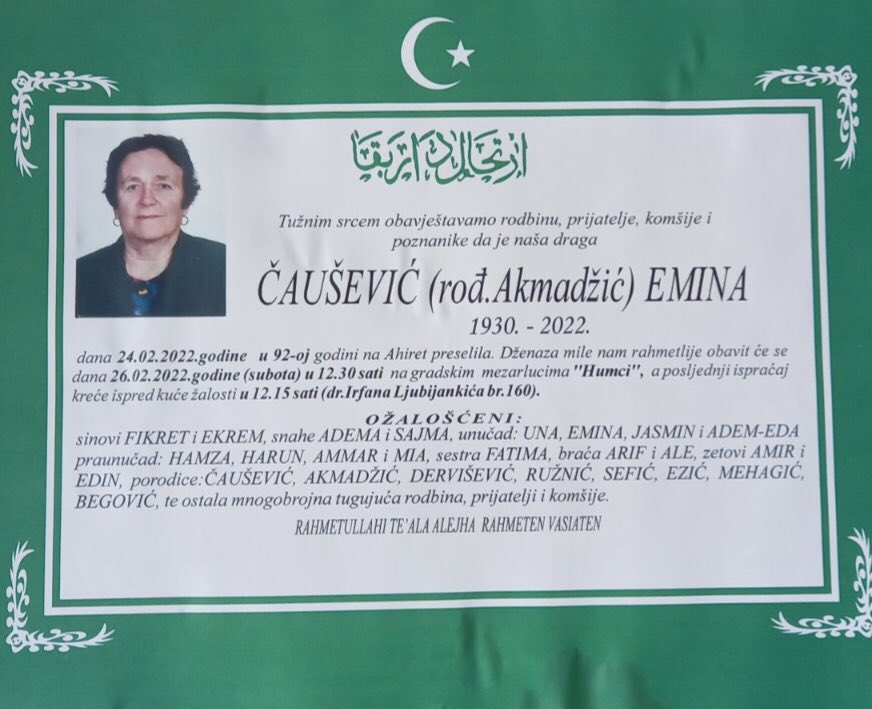 ارتحال دار بقا
Tužnim srcem obavještavamo rodbinu, prijatelje, komšije i
poznanike da je naša draga
ČAUŠEVIĆ (rođ.Akmadžić) EMINA
1930. - 2022.
dana 24.02.2022.godine u 92-oj godini na Ahiret preselila. Dženaza mile nam rahmetlije obavit će se
dana 26.02.2022.godine (subota) u 12.30 sati na gradskim mezarlucima "Humci", a posljednji ispraćaj
kreće ispred kuće žalosti u 12.15 sati (dr.Irfana Ljubijankića br.160).
OŽALOŠĆENI:
sinovi FIKRET i EKREM, snahe ADEMA i SAJMA, unučad: UNA, EMINA, JASMIN i ADEM-EDA
praunučad: HAMZA, HARUN, AMMAR i MIA, sestra FATIMA, braća ARIF i ALE, zetovi AMIR i
EDIN, porodice:ČAUŠEVIĆ, AKMADŽIĆ, DERVIŠEVIĆ, RUŽNIĆ, SEFIĆ, EZIĆ, MEHAGIĆ,
BEGOVIĆ, te ostala mnogobrojna tugujuća rodbina, prijatelji i komšije.
RAHMETULLAHI TE'ALA ALEJHA RAHMETEN VASIATEN